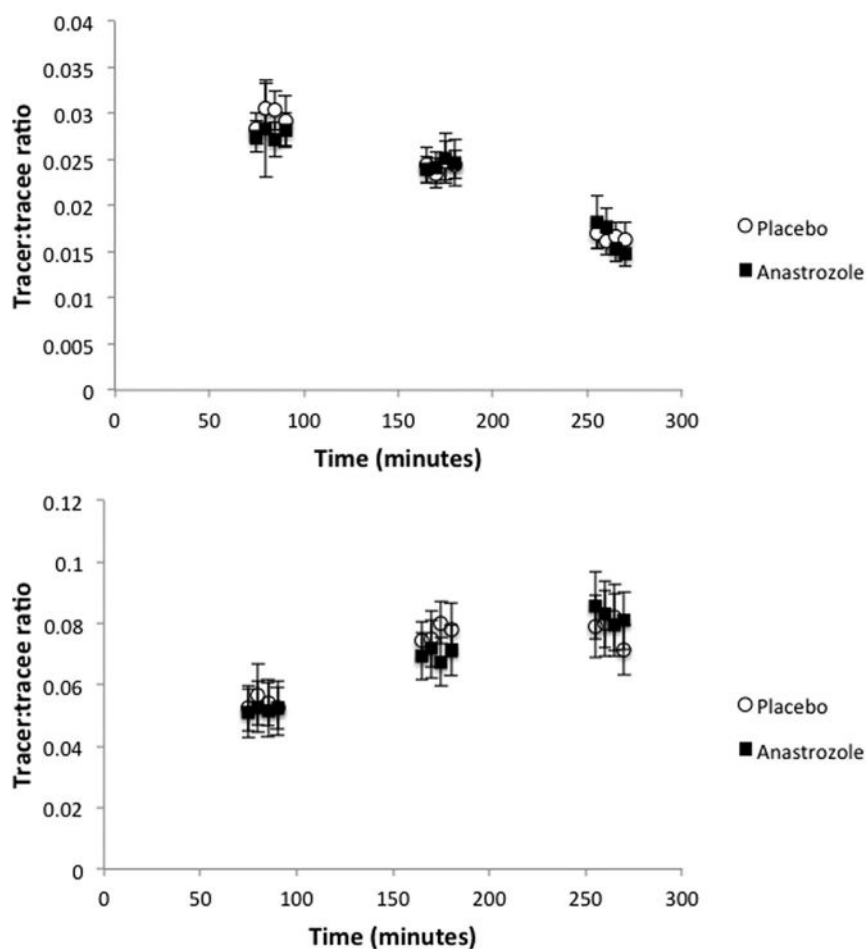 0.04
0.035
0.03
0.025
0.02
0.015
0.01
0.005
0
Tracer:tracee ratio
Placebo
Anastrozole
0 50 100 150 200 250 300
Time (minutes)
0.12
0.1
0.08
0.06
0.04
0.02
0
Tracer:tracee ratio
Placebo
Anastrozole
0 50 100 150 200 250 300
Time (minutes)